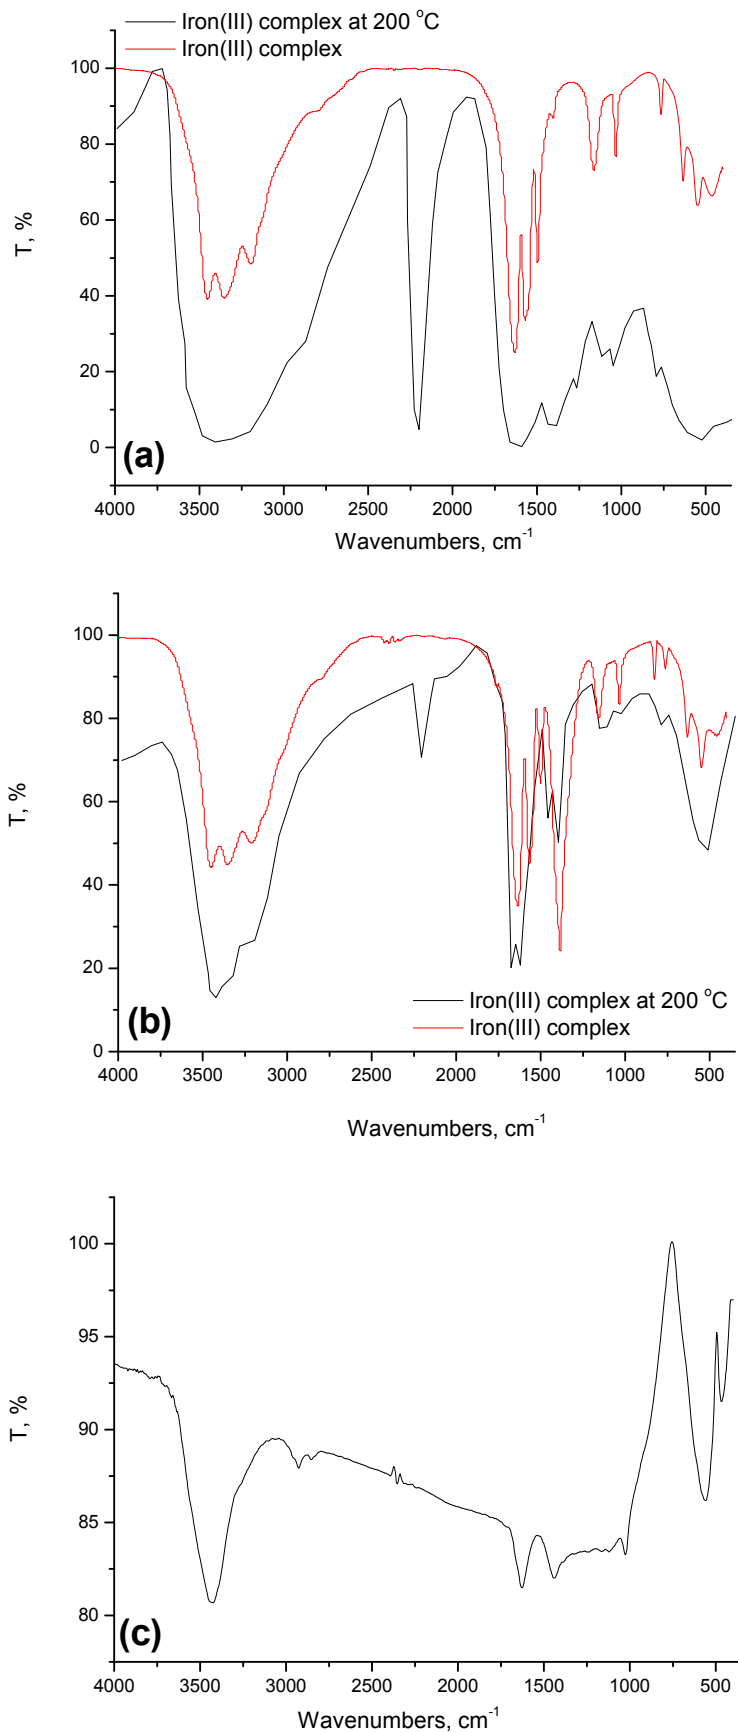 Iron(III) complex at 200 °C
Iron(III) complex
100
80
60
40
20
0
T, %
(a)
4000 3500 3000 2500 2000 1500 1000 500
Wavenumbers, cm⁻¹
100
80
60
40
20
0
T, %
Iron(III) complex at 200 °C
Iron(III) complex
(b)
4000 3500 3000 2500 2000 1500 1000 500
Wavenumbers, cm⁻¹
100
95
90
85
80
T, %
(c)
4000 3500 3000 2500 2000 1500 1000 500
Wavenumbers, cm⁻¹